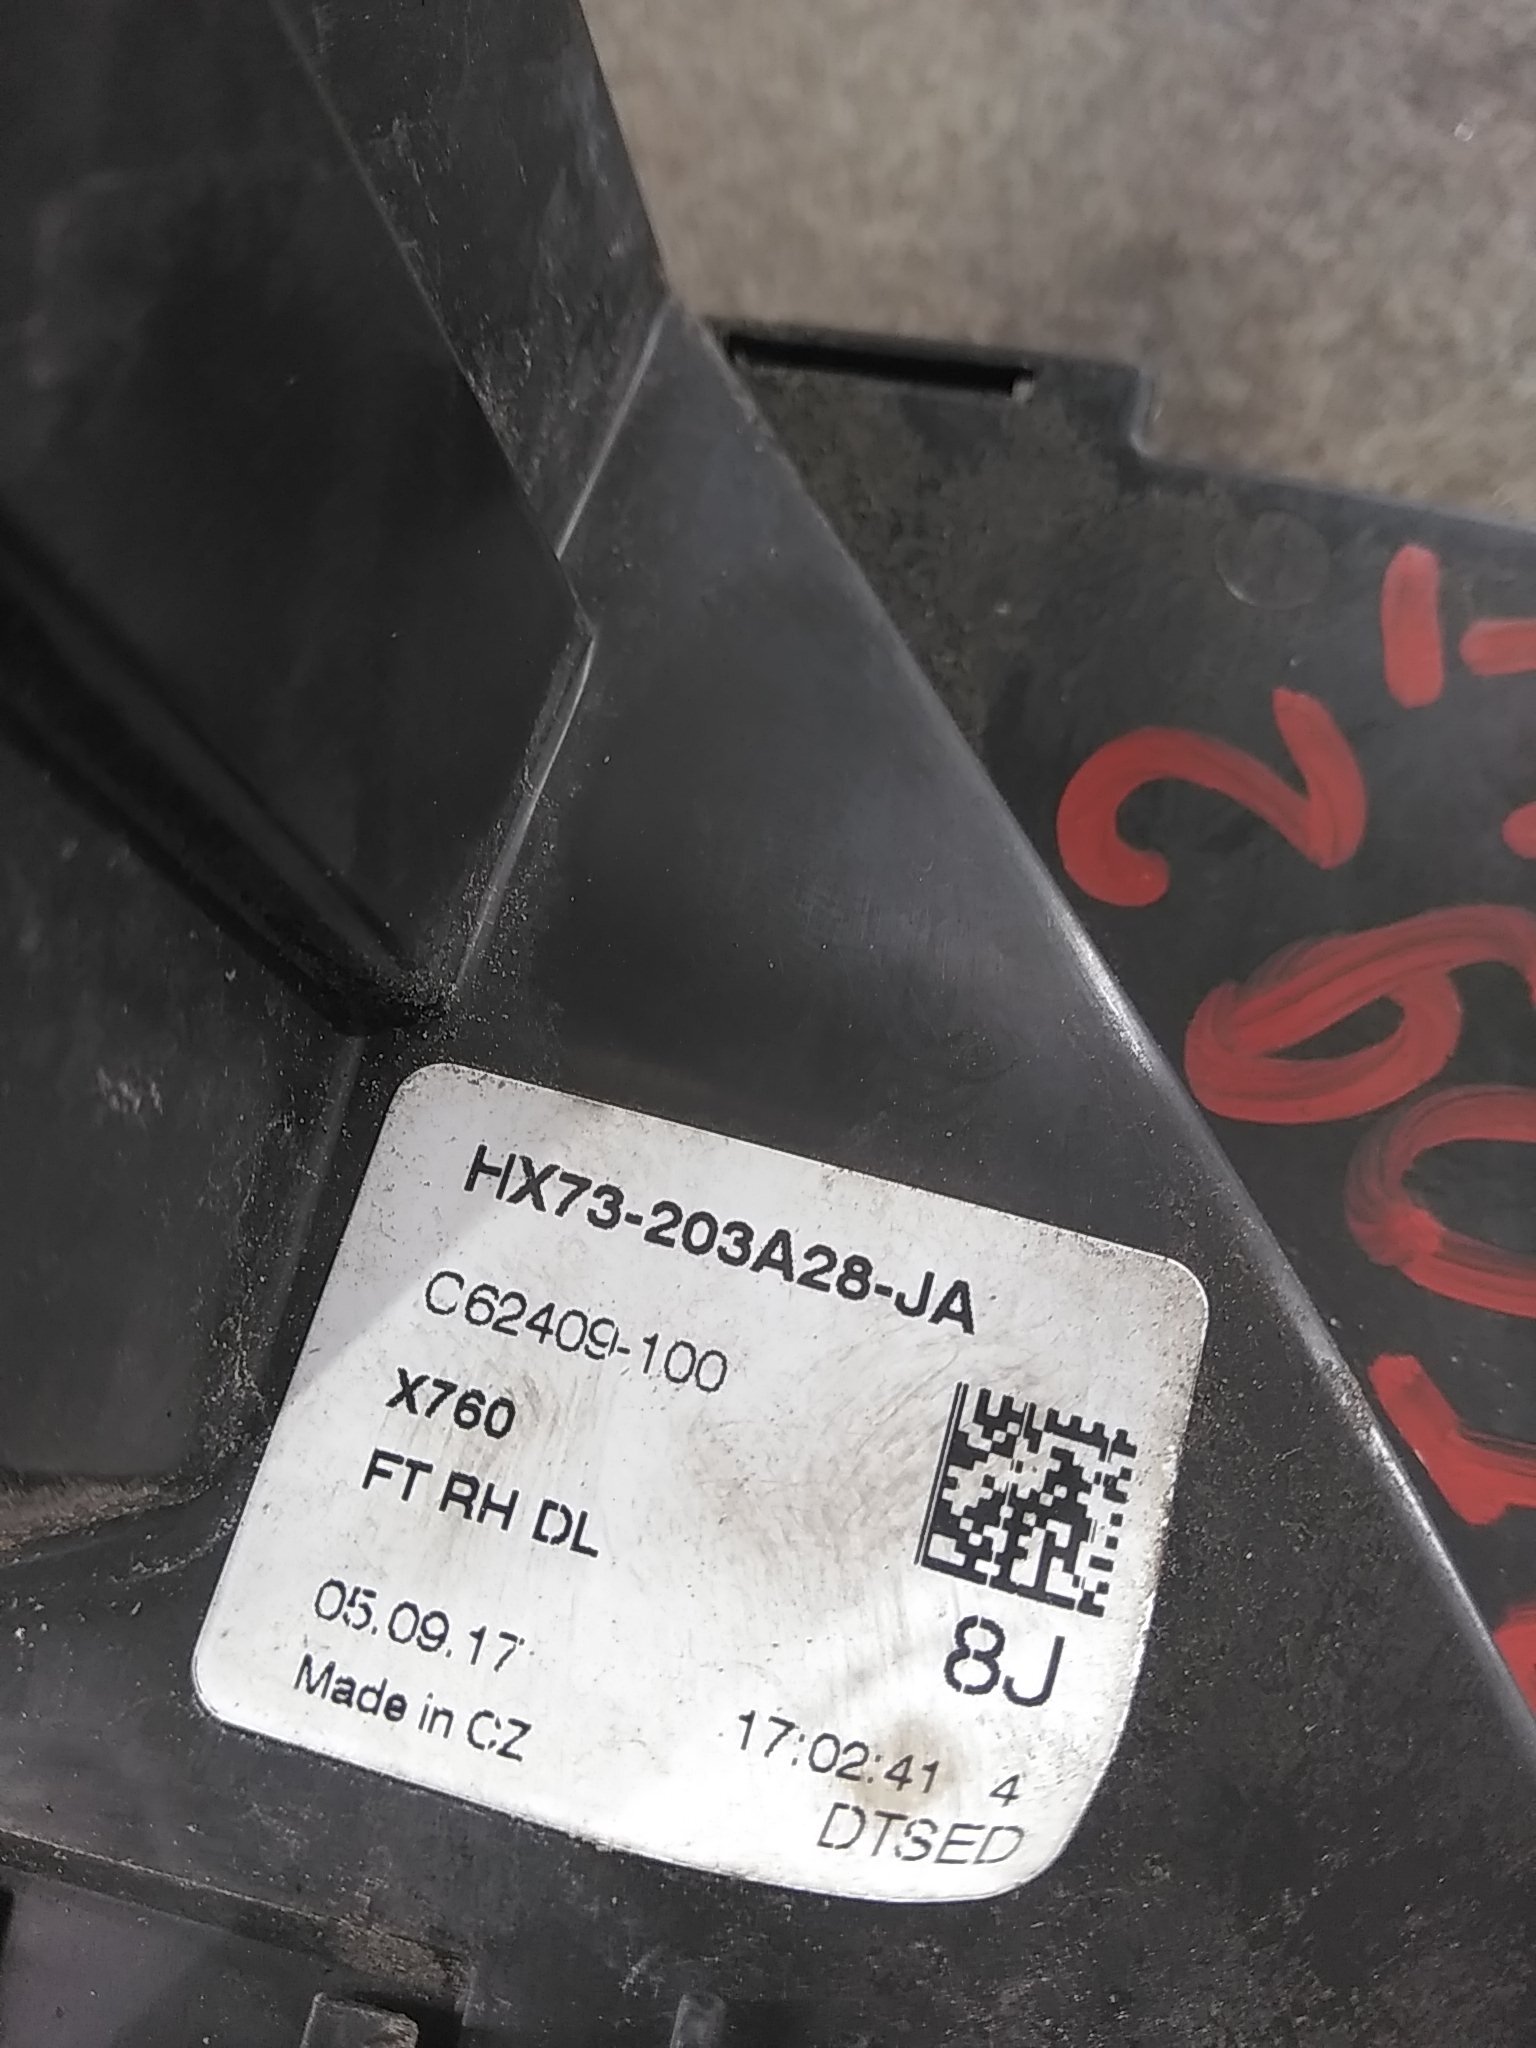 HX73-203A28-JA
C62409-100
X760
FT RH DL
05.09.17
8J
Made in CZ
17:02:41 4
DTSED